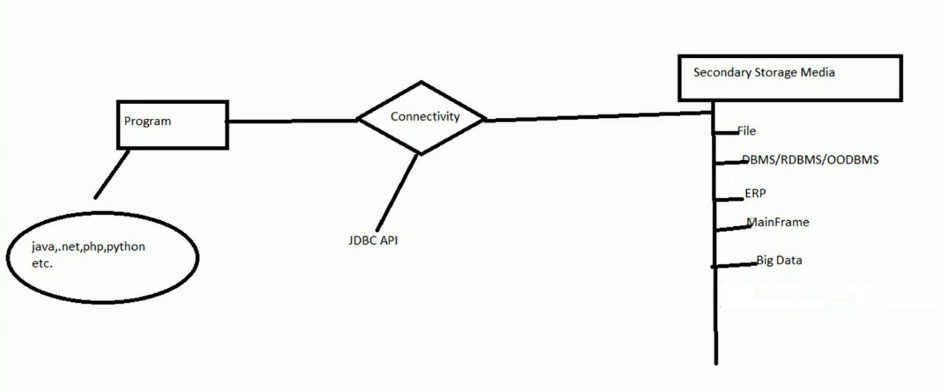 Secondary Storage Media
Program
Connectivity
File
DBMS/RDBMS/OODBMS
ERP
MainFrame
Big Data
JDBC API
java,.net,php,python
etc.